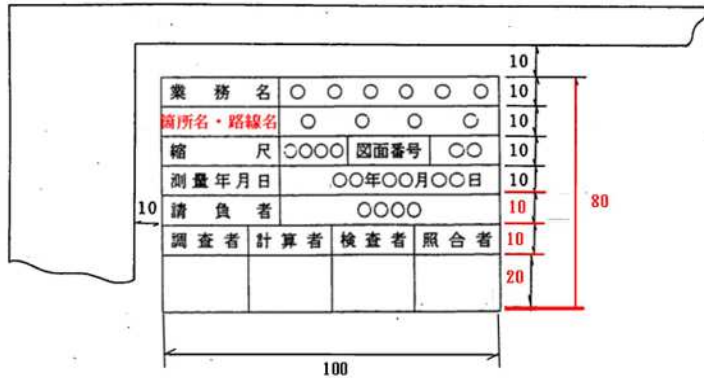 10
業務名 ○○○○○○ 10
箇所名・路線名 ○○○○ 10
縮尺 ○○○○ 図面番号 ○○ 10
測量年月日 ○○年○○月○○日 10
10 請負者 ○○○○ 10 80
調査者 計算者 検査者 照合者 10
20
100